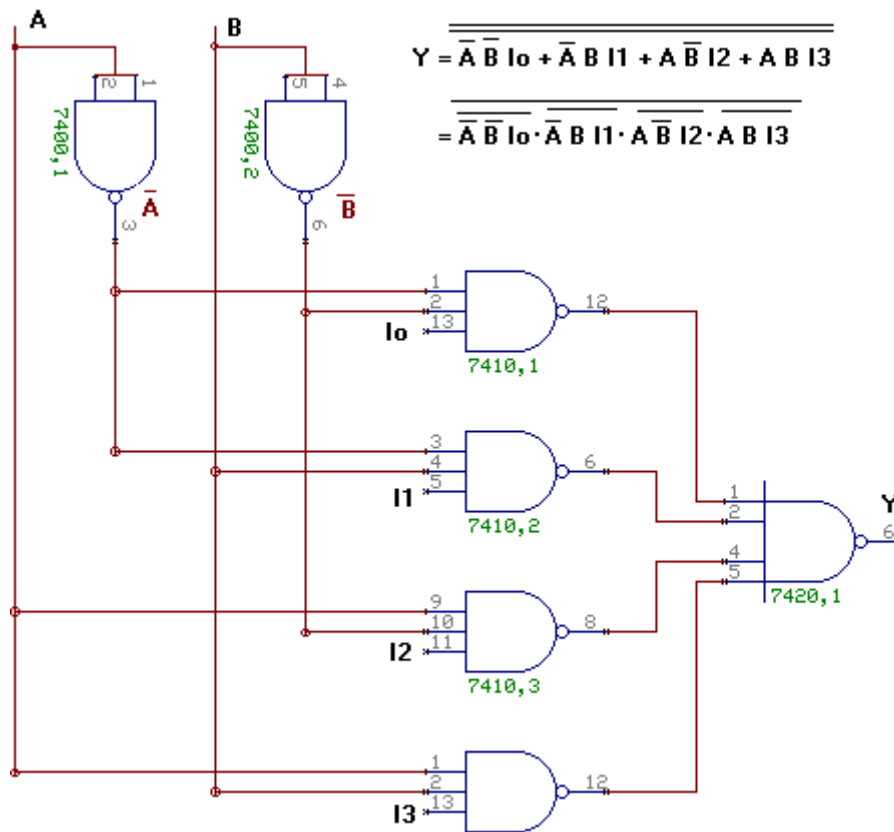 A
B
Y = A̅ B̅ Io + A̅ B I1 + A B̅ I2 + A B I3
= A̅ B̅ Io · A̅ B I1 · A B̅ I2 · A B I3
2 1
5 4
7400,1
7400,2
A̅
B̅
3
6
1
2
13
Io
12
7410,1
3
4
5
I1
6
7410,2
1
2
4
5
Y
6
7420,1
9
10
11
I2
8
7410,3
1
2
13
I3
12